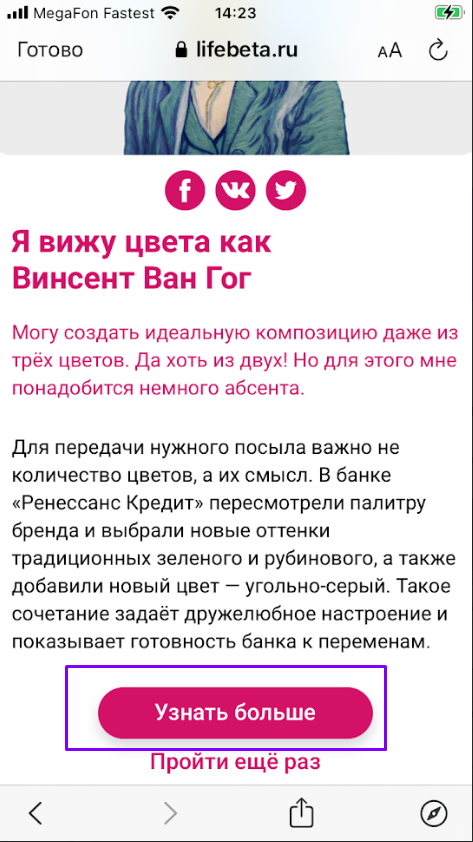 MegaFon Fastest 14:23
Готово lifebeta.ru AA
Я вижу цвета как
Винсент Ван Гог
Могу создать идеальную композицию даже из
трёх цветов. Да хоть из двух! Но для этого мне
понадобится немного абсента.
Для передачи нужного посыла важно не
количество цветов, а их смысл. В банке
«Ренессанс Кредит» пересмотрели палитру
бренда и выбрали новые оттенки
традиционных зеленого и рубинового, а также
добавили новый цвет — угольно-серый. Такое
сочетание задаёт дружелюбное настроение и
показывает готовность банка к переменам.
Узнать больше
Пройти ещё раз